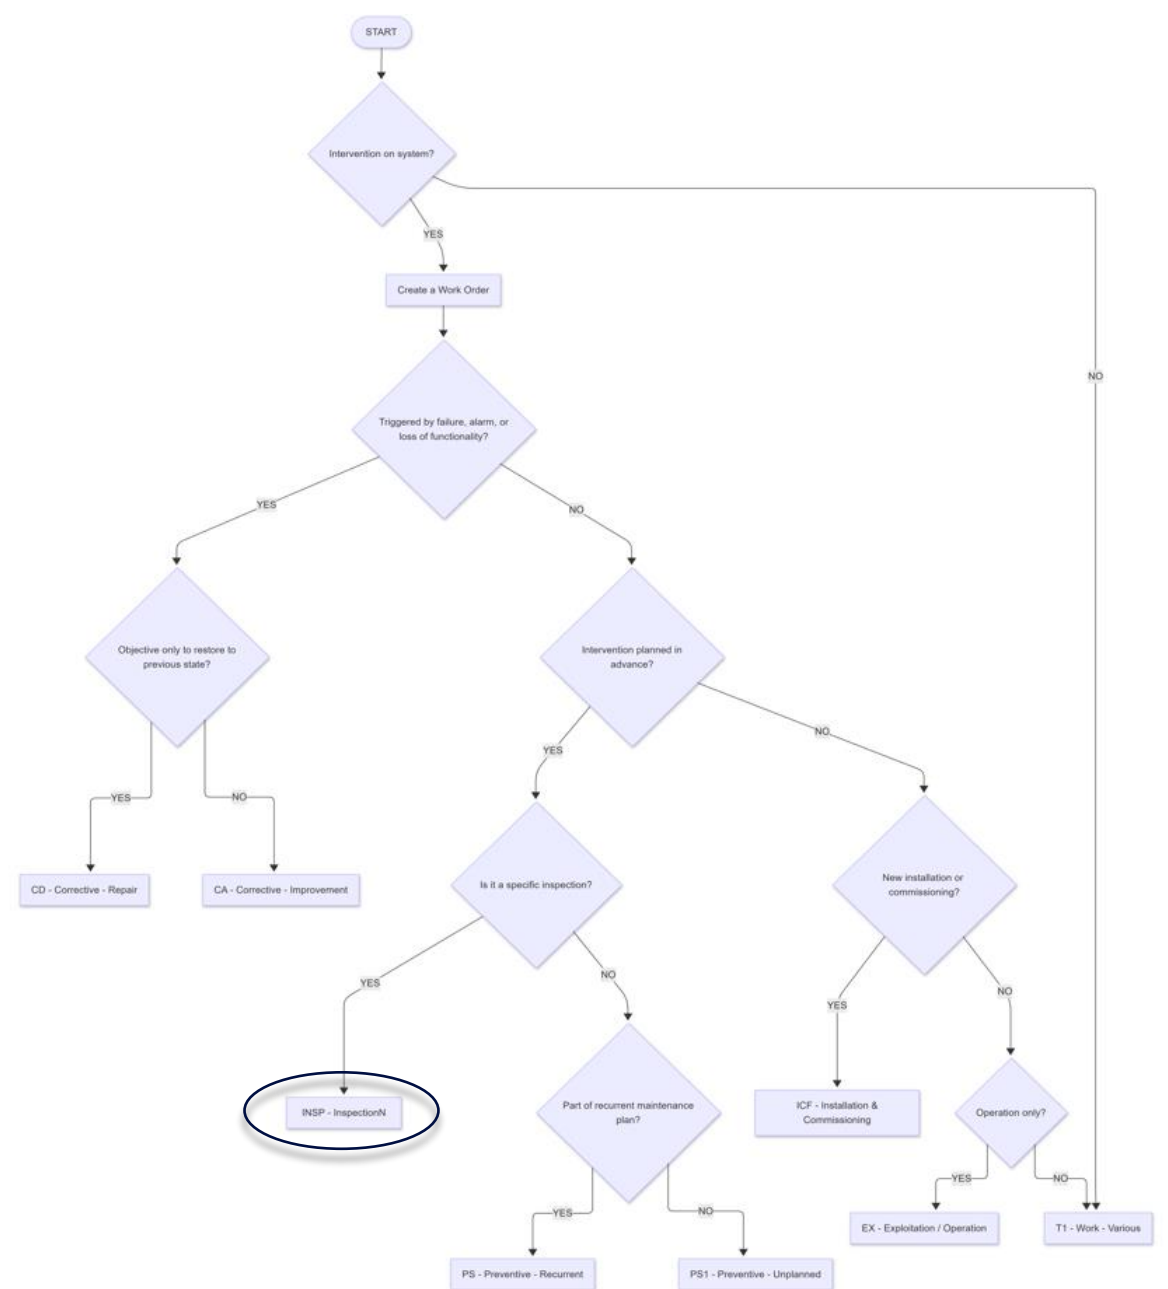 START
Intervention on system?
YES
Create a Work Order
NO
Triggered by failure, alarm, or
loss of functionality?
YES
NO
Objective only to restore to
previous state?
Intervention planned in
advance?
YES
NO
YES
NO
CD - Corrective - Repair
CA - Corrective - Improvement
Is it a specific inspection?
New installation or
commissioning?
YES
NO
YES
NO
INSP - InspectionN
Part of recurrent maintenance
plan?
ICF - Installation &
Commissioning
Operation only?
YES
NO
YES
NO
EX - Exploitation / Operation
T1 - Work - Various
PS - Preventive - Recurrent
PS1 - Preventive - Unplanned